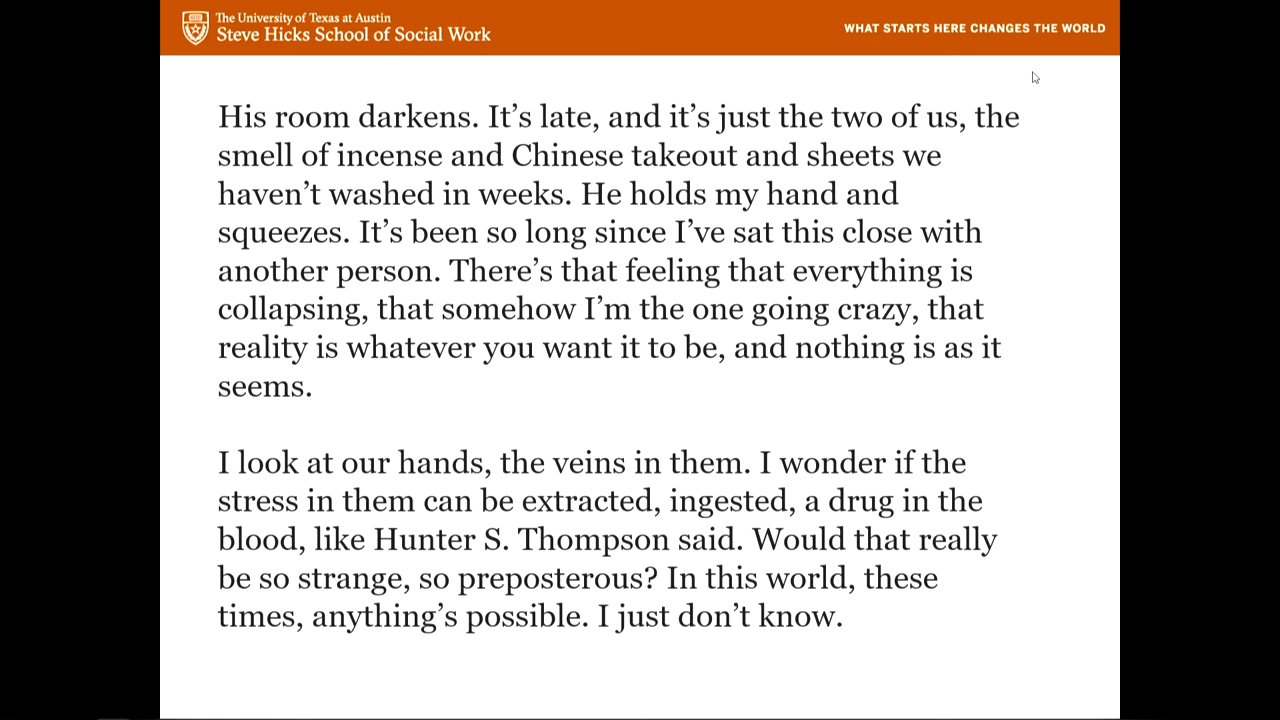 The University of Texas at Austin
Steve Hicks School of Social Work
WHAT STARTS HERE CHANGES THE WORLD
His room darkens. It’s late, and it’s just the two of us, the
smell of incense and Chinese takeout and sheets we
haven’t washed in weeks. He holds my hand and
squeezes. It’s been so long since I’ve sat this close with
another person. There’s that feeling that everything is
collapsing, that somehow I’m the one going crazy, that
reality is whatever you want it to be, and nothing is as it
seems.
I look at our hands, the veins in them. I wonder if the
stress in them can be extracted, ingested, a drug in the
blood, like Hunter S. Thompson said. Would that really
be so strange, so preposterous? In this world, these
times, anything’s possible. I just don’t know.